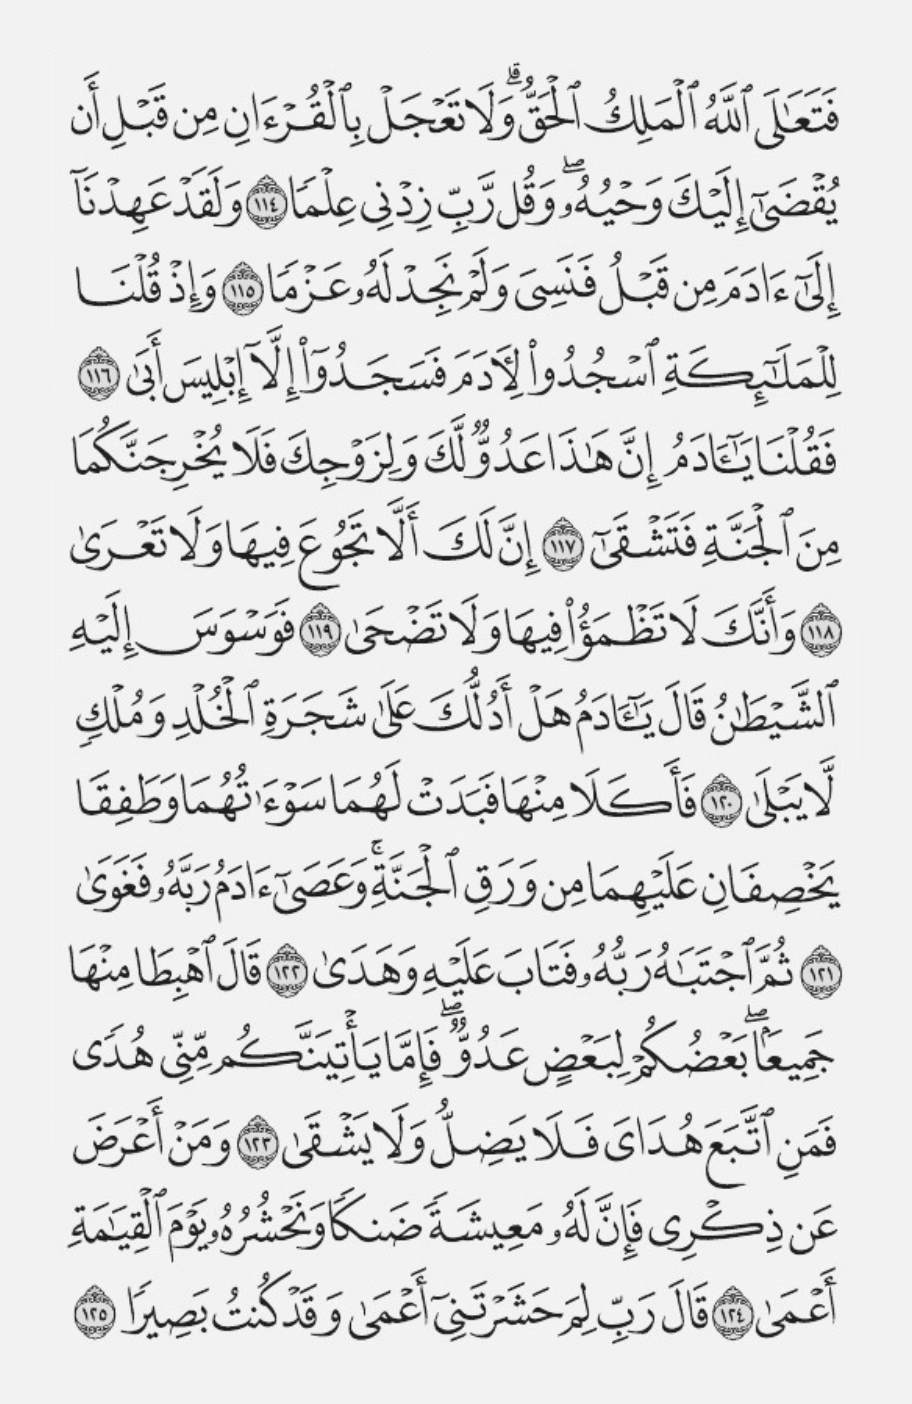 فَتَعَـٰلَى ٱللَّهُ ٱلْمَلِكُ ٱلْحَقُّ ۗ وَلَا تَعْجَلْ بِٱلْقُرْءَانِ مِن قَبْلِ أَن
يُقْضَىٰٓ إِلَيْكَ وَحْيُهُۥ ۖ وَقُل رَّبِّ زِدْنِى عِلْمًا ١١٤ وَلَقَدْ عَهِدْنَآ
إِلَىٰٓ ءَادَمَ مِن قَبْلُ فَنَسِىَ وَلَمْ نَجِدْ لَهُۥ عَزْمًا ١١٥ وَإِذْ قُلْنَا
لِلْمَلَـٰٓئِكَةِ ٱسْجُدُوا۟ لِـَٔادَمَ فَسَجَدُوٓا۟ إِلَّآ إِبْلِيسَ أَبَىٰ ١١٦
فَقُلْنَا يَـٰٓـَٔادَمُ إِنَّ هَـٰذَا عَدُوٌّ لَّكَ وَلِزَوْجِكَ فَلَا يُخْرِجَنَّكُمَا
مِنَ ٱلْجَنَّةِ فَتَشْقَىٰٓ ١١٧ إِنَّ لَكَ أَلَّا تَجُوعَ فِيهَا وَلَا تَعْرَىٰ
١١٨ وَأَنَّكَ لَا تَظْمَؤُا۟ فِيهَا وَلَا تَضْحَىٰ ١١٩ فَوَسْوَسَ إِلَيْهِ
ٱلشَّيْطَـٰنُ قَالَ يَـٰٓـَٔادَمُ هَلْ أَدُلُّكَ عَلَىٰ شَجَرَةِ ٱلْخُلْدِ وَمُلْكٍ
لَّا يَبْلَىٰ ١٢٠ فَأَكَلَا مِنْهَا فَبَدَتْ لَهُمَا سَوْءَٰتُهُمَا وَطَفِقَا
يَخْصِفَانِ عَلَيْهِمَا مِن وَرَقِ ٱلْجَنَّةِ ۚ وَعَصَىٰٓ ءَادَمُ رَبَّهُۥ فَغَوَىٰ
١٢١ ثُمَّ ٱجْتَبَـٰهُ رَبُّهُۥ فَتَابَ عَلَيْهِ وَهَدَىٰ ١٢٢ قَالَ ٱهْبِطَا مِنْهَا
جَمِيعًۢا ۖ بَعْضُكُمْ لِبَعْضٍ عَدُوٌّ ۖ فَإِمَّا يَأْتِيَنَّكُم مِّنِّى هُدًى
فَمَنِ ٱتَّبَعَ هُدَاىَ فَلَا يَضِلُّ وَلَا يَشْقَىٰ ١٢٣ وَمَنْ أَعْرَضَ
عَن ذِكْرِى فَإِنَّ لَهُۥ مَعِيشَةً ضَنكًا وَنَحْشُرُهُۥ يَوْمَ ٱلْقِيَـٰمَةِ
أَعْمَىٰ ١٢٤ قَالَ رَبِّ لِمَ حَشَرْتَنِىٓ أَعْمَىٰ وَقَدْ كُنتُ بَصِيرًا ١٢٥